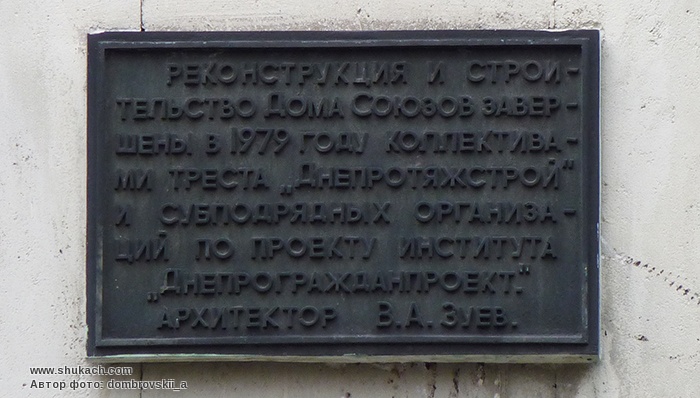 РЕКОНСТРУКЦИЯ И СТРОИ-
ТЕЛЬСТВО ДОМА СОЮЗОВ ЗАВЕР-
ШЕНЫ В 1979 ГОДУ КОЛЛЕКТИВА-
МИ ТРЕСТА „ДНЕПРОТЯЖСТРОЙ"
И СУБПОДРЯДНЫХ ОРГАНИЗА-
ЦИЙ ПО ПРОЕКТУ ИНСТИТУТА
„ДНЕПРОГРАЖДАНПРОЕКТ."
АРХИТЕКТОР В.А. ЗУЕВ.
www.shukach.com
Автор фото: dombrovskii_a